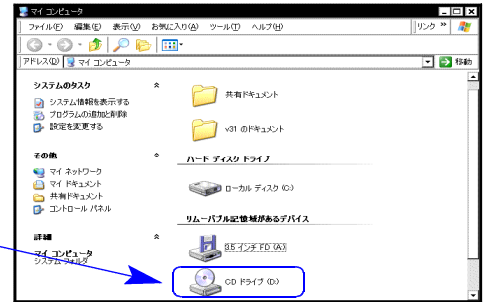 マイ コンピュータ
ファイル(F) 編集(E) 表示(V) お気に入り(A) ツール(T) ヘルプ(H) リンク »
アドレス(D) マイ コンピュータ 移動
システムのタスク
システム情報を表示する
プログラムの追加と削除
設定を変更する
その他
マイ ネットワーク
マイ ドキュメント
共有ドキュメント
コントロール パネル
詳細
マイ コンピュータ
システム フォルダ
共有ドキュメント
v31 のドキュメント
ハード ディスク ドライブ
ローカル ディスク (C:)
リムーバブル記憶域があるデバイス
3.5 インチ FD (A:)
CD ドライブ (D:)